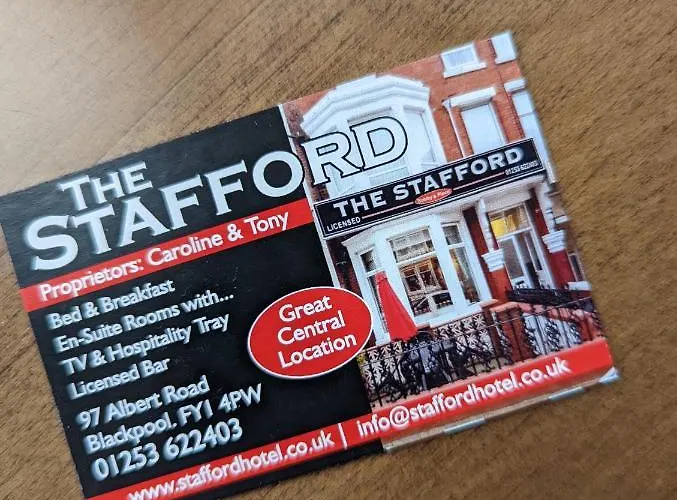 THE
STAFFORD
Proprietors: Caroline & Tony
Bed & Breakfast
En-Suite Rooms with...
TV & Hospitality Tray
Licensed Bar
97 Albert Road
Blackpool. FY1 4PW
01253 622403
Great
Central
Location
THE STAFFORD
LICENSED
01253 622403
www.staffordhotel.co.uk | info@staffordhotel.co.uk